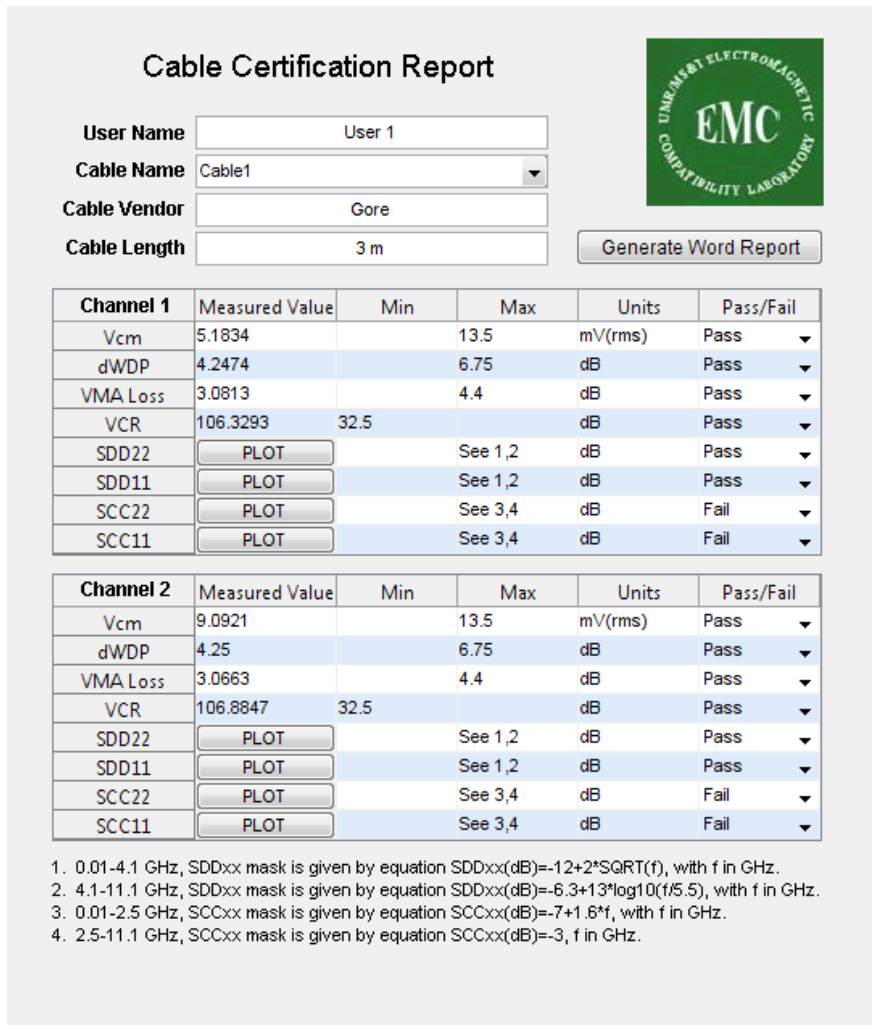 Cable Certification Report
UMR/MS&T ELECTROMAGNETIC COMPATIBILITY LABORATORY
EMC
User Name User 1
Cable Name Cable1
Cable Vendor Gore
Cable Length 3 m
Generate Word Report
Channel 1 Measured Value Min Max Units Pass/Fail
Vcm 5.1834 13.5 mV(rms) Pass
dWDP 4.2474 6.75 dB Pass
VMA Loss 3.0813 4.4 dB Pass
VCR 106.3293 32.5 dB Pass
SDD22 PLOT See 1,2 dB Pass
SDD11 PLOT See 1,2 dB Pass
SCC22 PLOT See 3,4 dB Fail
SCC11 PLOT See 3,4 dB Fail
Channel 2 Measured Value Min Max Units Pass/Fail
Vcm 9.0921 13.5 mV(rms) Pass
dWDP 4.25 6.75 dB Pass
VMA Loss 3.0663 4.4 dB Pass
VCR 106.8847 32.5 dB Pass
SDD22 PLOT See 1,2 dB Pass
SDD11 PLOT See 1,2 dB Pass
SCC22 PLOT See 3,4 dB Fail
SCC11 PLOT See 3,4 dB Fail
1. 0.01-4.1 GHz, SDDxx mask is given by equation SDDxx(dB)=-12+2*SQRT(f), with f in GHz.
2. 4.1-11.1 GHz, SDDxx mask is given by equation SDDxx(dB)=-6.3+13*log10(f/5.5), with f in GHz.
3. 0.01-2.5 GHz, SCCxx mask is given by equation SCCxx(dB)=-7+1.6*f, with f in GHz.
4. 2.5-11.1 GHz, SCCxx mask is given by equation SCCxx(dB)=-3, f in GHz.